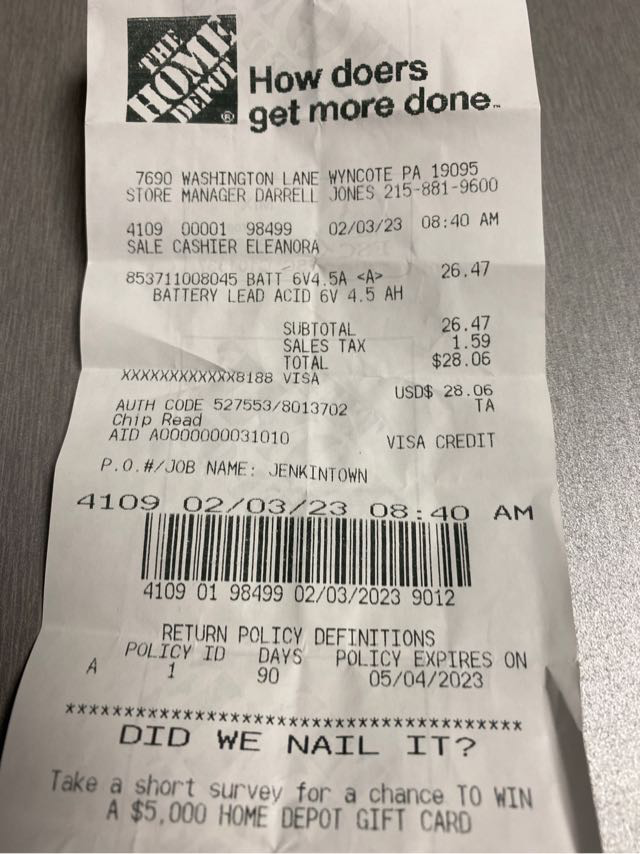 THE
HOME
DEPOT®
How doers
get more done.™
7690 WASHINGTON LANE WYNCOTE PA 19095
STORE MANAGER DARRELL JONES 215-881-9600
4109 00001 98499 02/03/23 08:40 AM
SALE CASHIER ELEANORA
853711008045 BATT 6V4.5A <A> 26.47
BATTERY LEAD ACID 6V 4.5 AH
SUBTOTAL 26.47
SALES TAX 1.59
TOTAL $28.06
XXXXXXXXXXXX8188 VISA
USD$ 28.06
AUTH CODE 527553/8013702 TA
Chip Read
AID A0000000031010 VISA CREDIT
P.O.#/JOB NAME: JENKINTOWN
4109 02/03/23 08:40 AM
4109 01 98499 02/03/2023 9012
RETURN POLICY DEFINITIONS
POLICY ID DAYS POLICY EXPIRES ON
A 1 90 05/04/2023
*******************************************
DID WE NAIL IT?
Take a short survey for a chance TO WIN
A $5,000 HOME DEPOT GIFT CARD